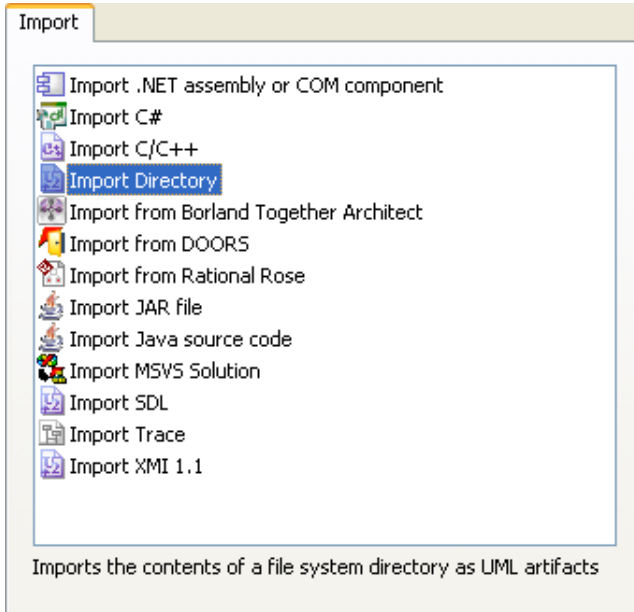 Import
Import .NET assembly or COM component
Import C#
Import C/C++
Import Directory
Import from Borland Together Architect
Import from DOORS
Import from Rational Rose
Import JAR file
Import Java source code
Import MSVS Solution
Import SDL
Import Trace
Import XMI 1.1
Imports the contents of a file system directory as UML artifacts